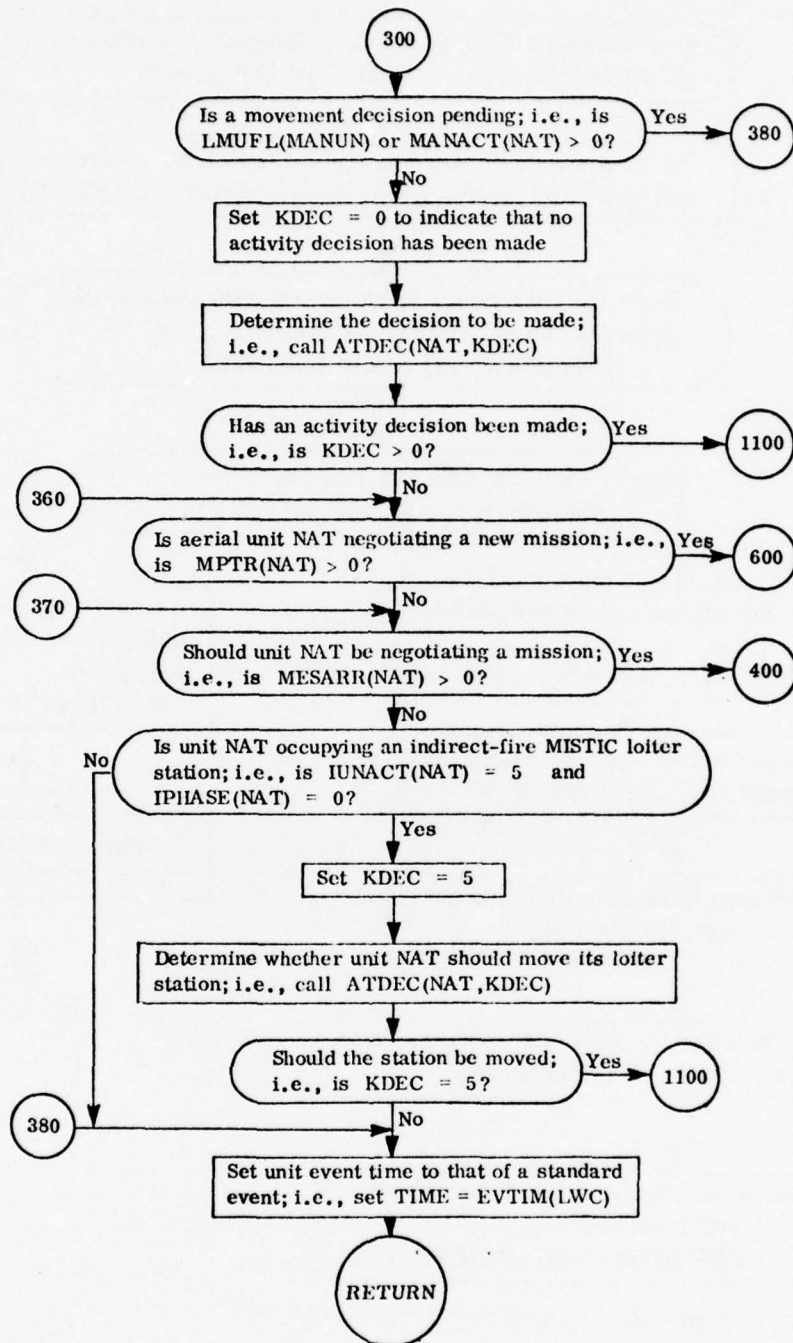 300
Is a movement decision pending; i.e., is
LMUFL(MANUN) or MANACT(NAT) > 0?
Yes
380
No
Set KDEC = 0 to indicate that no
activity decision has been made
Determine the decision to be made;
i.e., call ATDEC(NAT,KDEC)
Has an activity decision been made;
i.e., is KDEC > 0?
Yes
1100
No
360
Is aerial unit NAT negotiating a new mission; i.e.,
is MPTR(NAT) > 0?
Yes
600
370
No
Should unit NAT be negotiating a mission;
i.e., is MESARR(NAT) > 0?
Yes
400
No
No
Is unit NAT occupying an indirect-fire MISTIC loiter
station; i.e., is IUNACT(NAT) = 5 and
IPHASE(NAT) = 0?
Yes
Set KDEC = 5
Determine whether unit NAT should move its loiter
station; i.e., call ATDEC(NAT,KDEC)
Should the station be moved;
i.e., is KDEC = 5?
Yes
1100
380
No
Set unit event time to that of a standard
event; i.e., set TIME = EVTIM(LWC)
RETURN